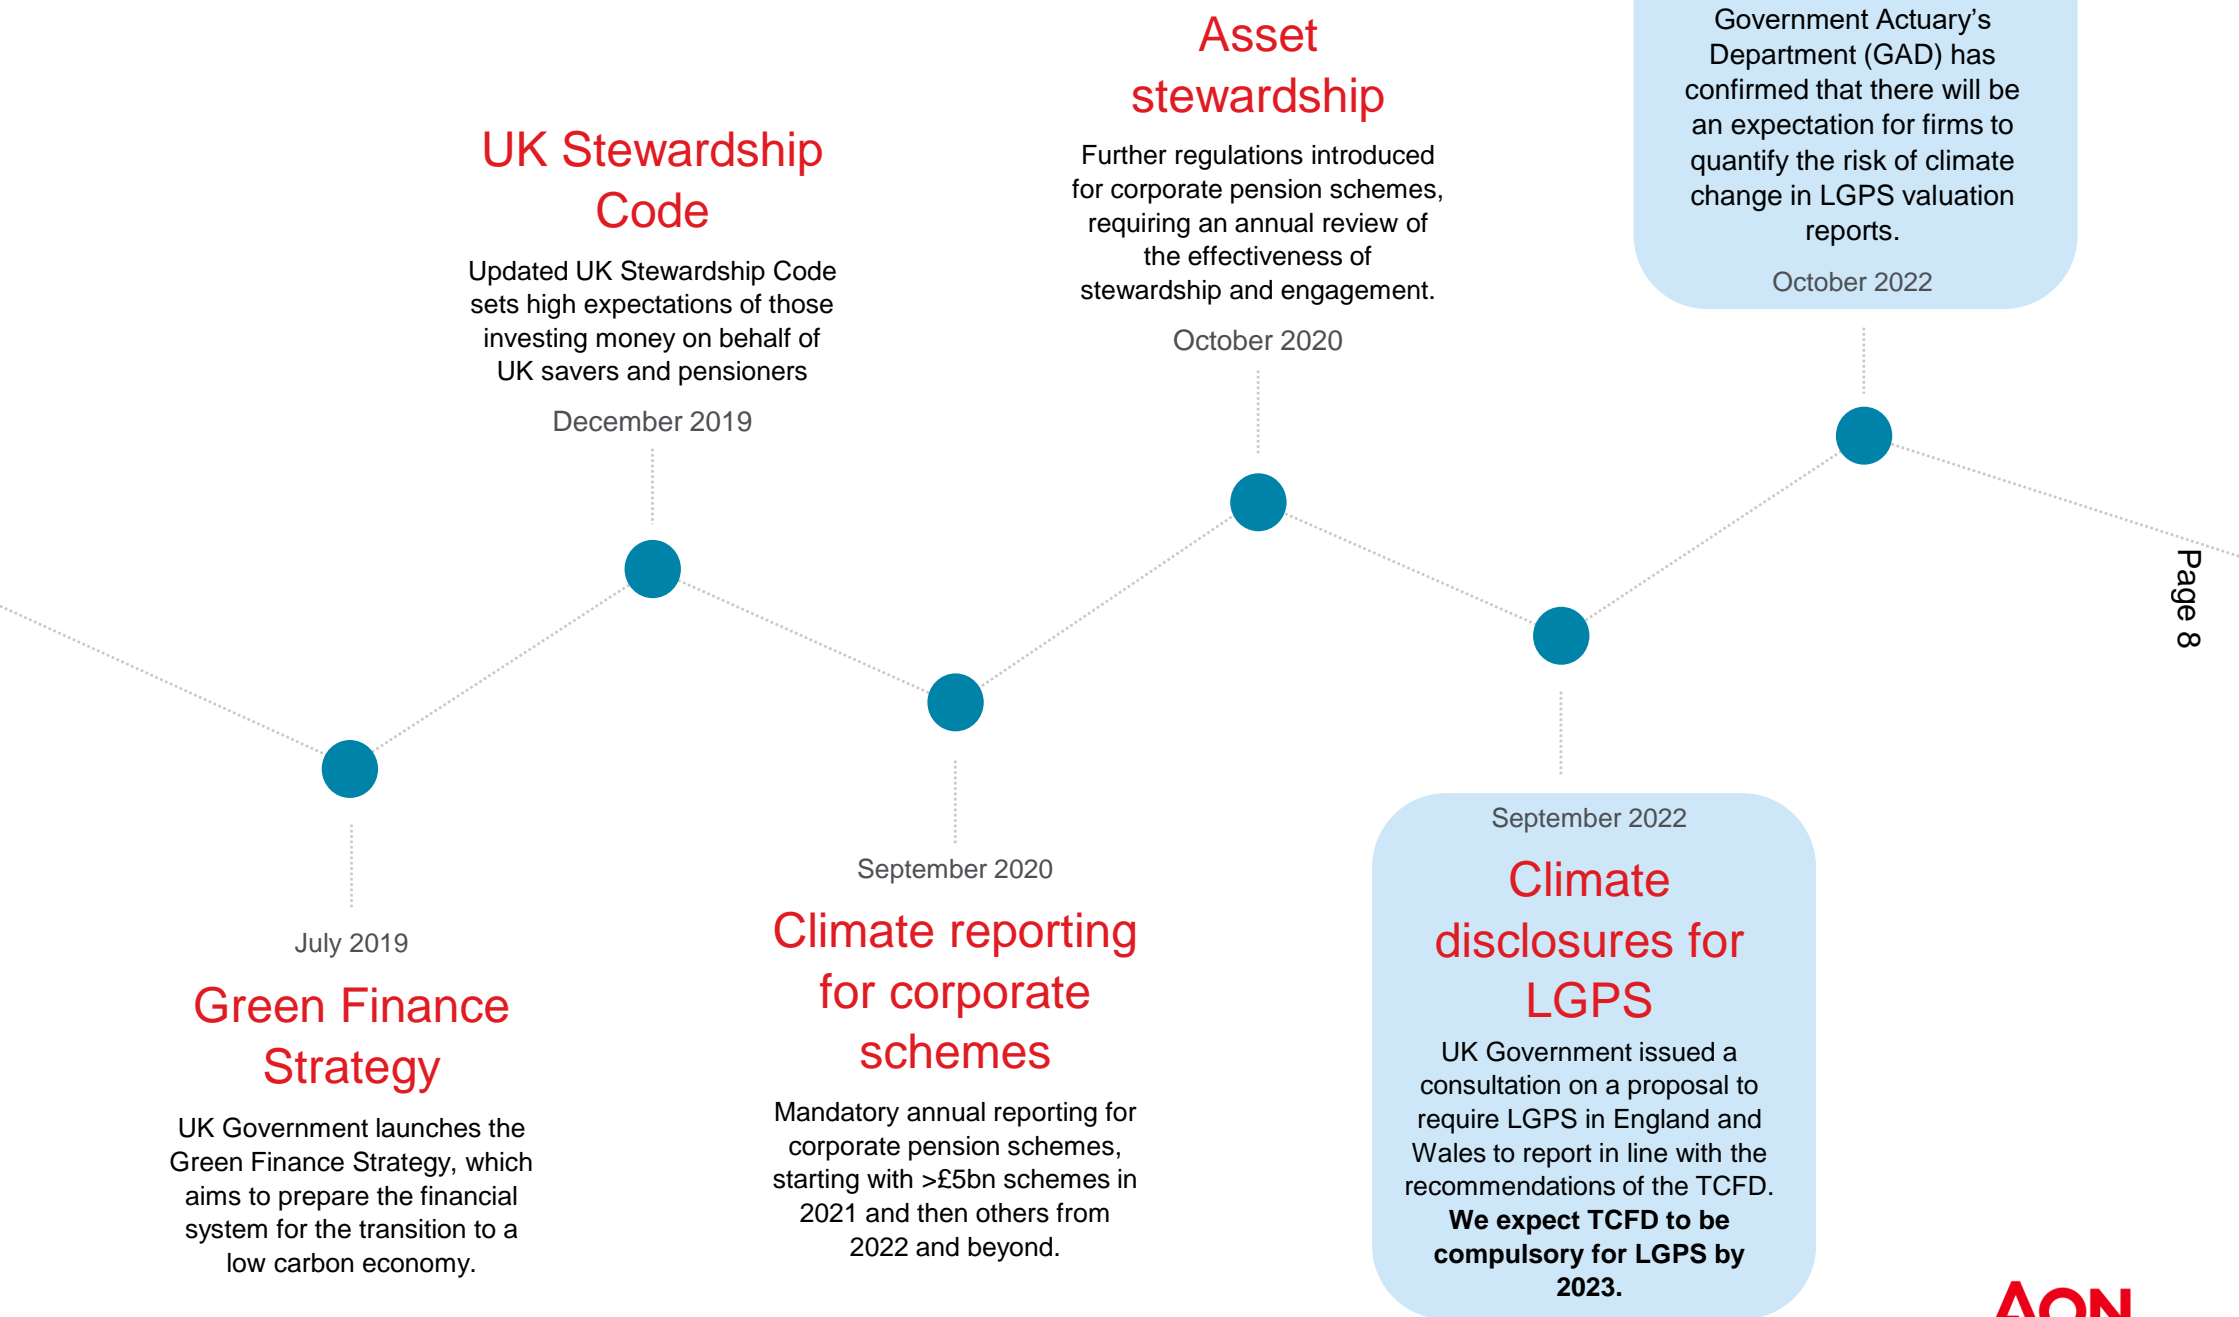 Asset
stewardship
Further regulations introduced
for corporate pension schemes,
requiring an annual review of
the effectiveness of
stewardship and engagement.
October 2020
Government Actuary’s
Department (GAD) has
confirmed that there will be
an expectation for firms to
quantify the risk of climate
change in LGPS valuation
reports.
October 2022
UK Stewardship
Code
Updated UK Stewardship Code
sets high expectations of those
investing money on behalf of
UK savers and pensioners
December 2019
Page 8
July 2019
Green Finance
Strategy
UK Government launches the
Green Finance Strategy, which
aims to prepare the financial
system for the transition to a
low carbon economy.
September 2020
Climate reporting
for corporate
schemes
Mandatory annual reporting for
corporate pension schemes,
starting with >£5bn schemes in
2021 and then others from
2022 and beyond.
September 2022
Climate
disclosures for
LGPS
UK Government issued a
consultation on a proposal to
require LGPS in England and
Wales to report in line with the
recommendations of the TCFD.
We expect TCFD to be
compulsory for LGPS by
2023.
AON